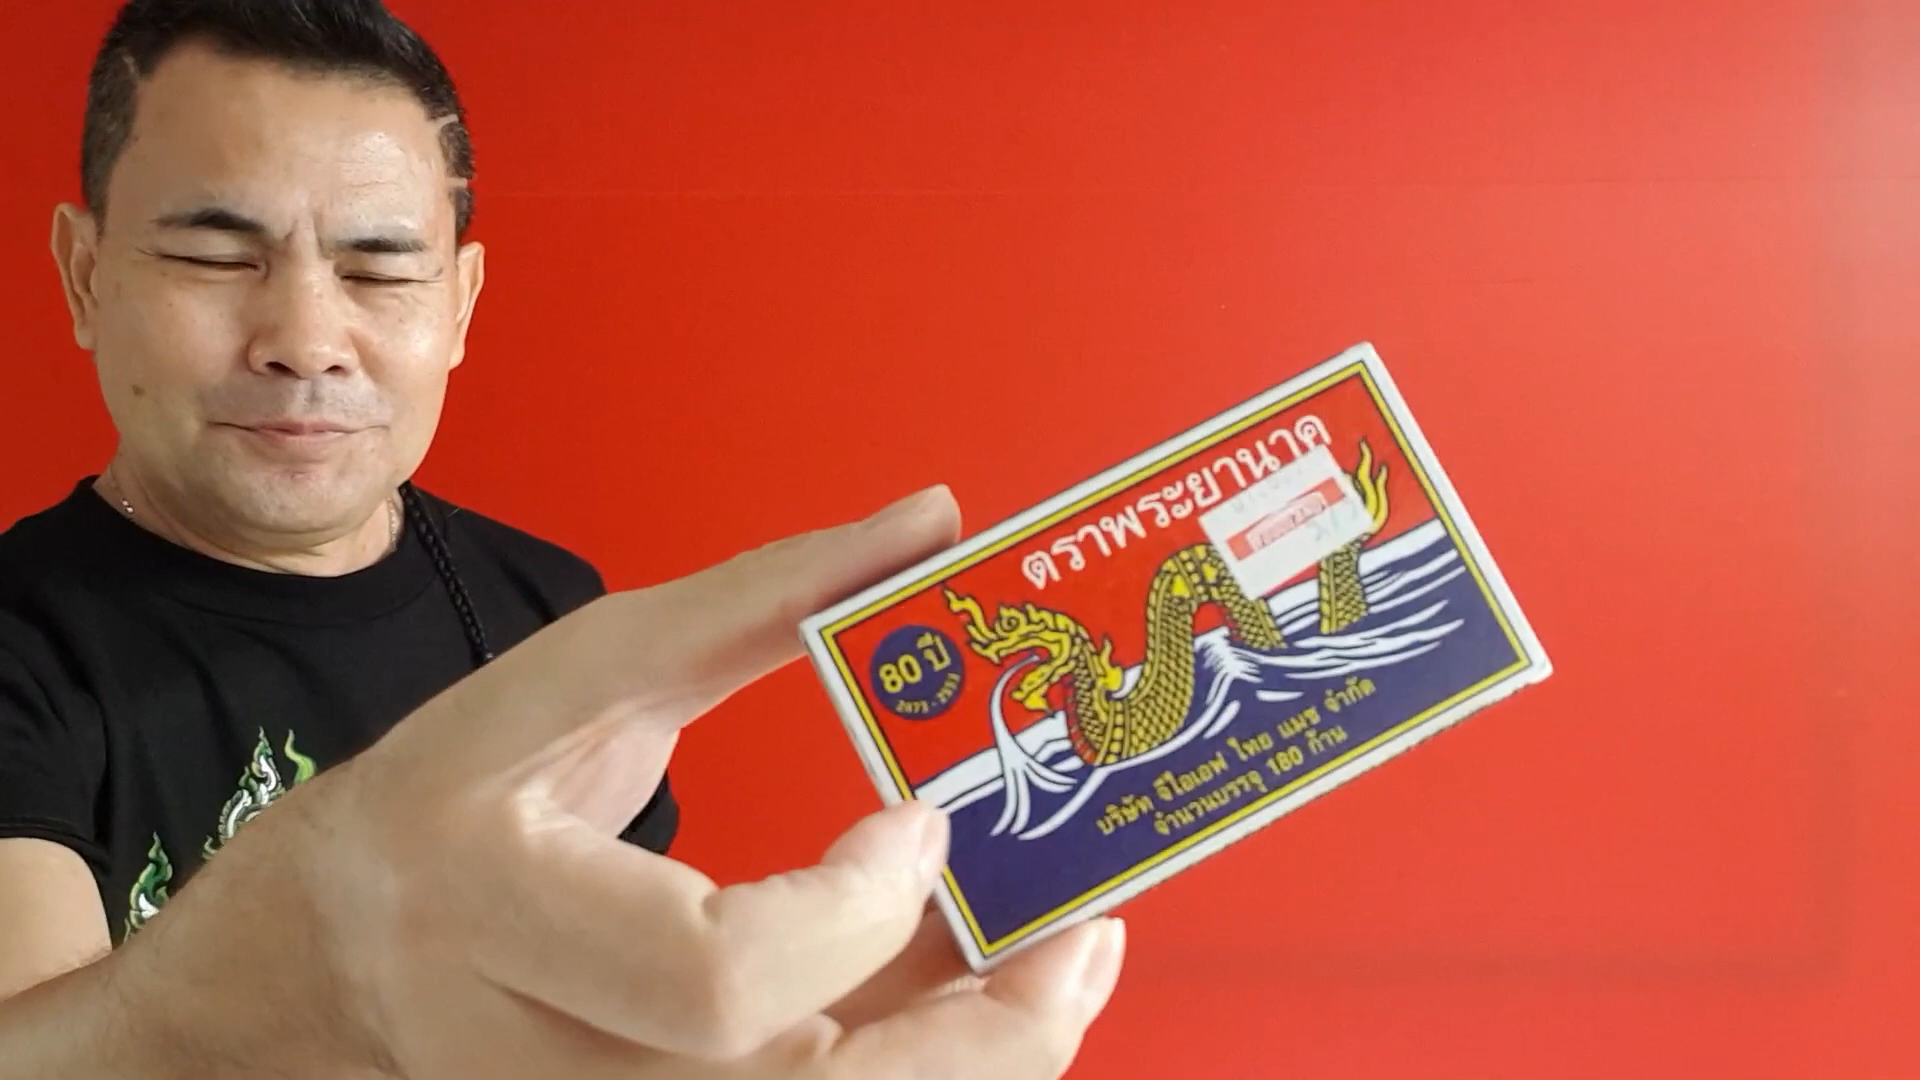 ตราพระยานาค
80 ปี
บริษัท จีไอเอฟ ไทย แมช จำกัด
จำนวนบรรจุ 180 ก้าน